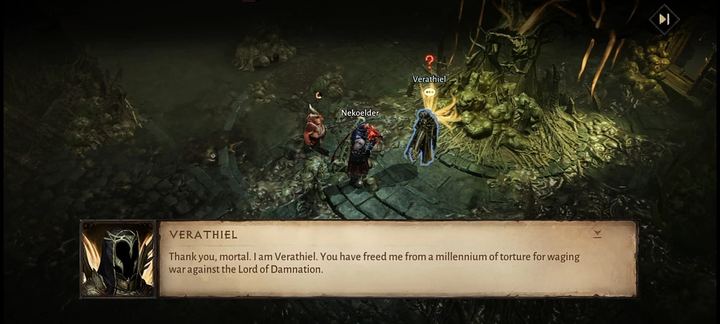 ?
Verathiel
Nekoelder
VERATHIEL
Thank you, mortal. I am Verathiel. You have freed me from a millennium of torture for waging
war against the Lord of Damnation.